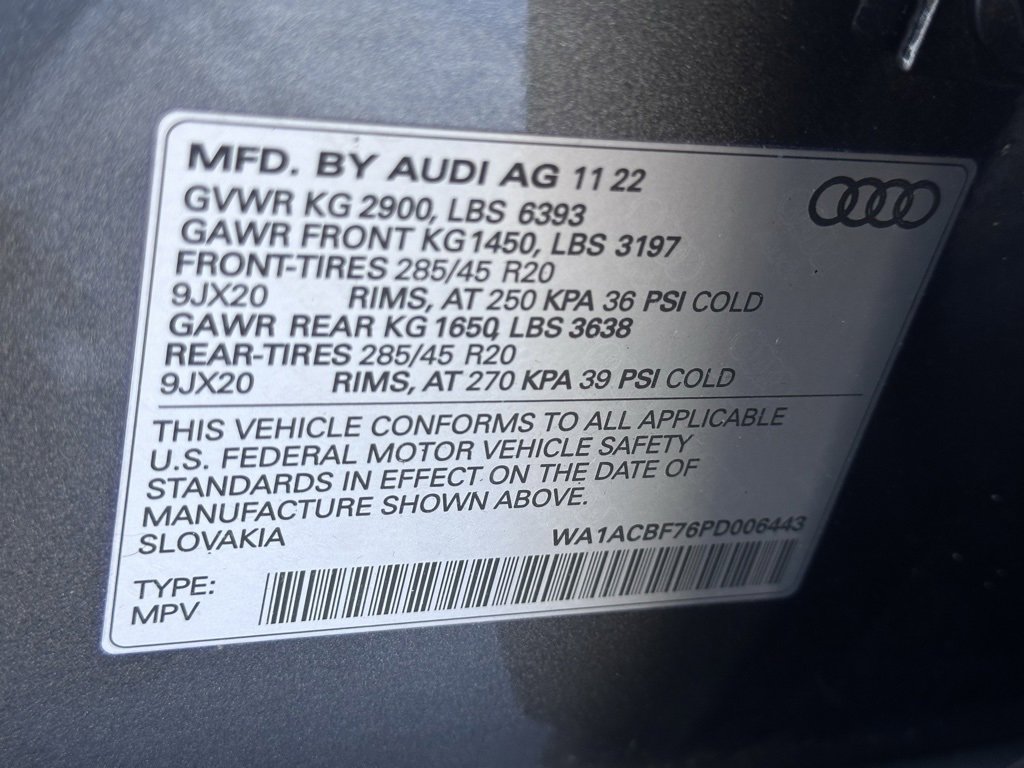 MFD. BY AUDI AG 11 22
GVWR KG 2900, LBS 6393
GAWR FRONT KG 1450, LBS 3197
FRONT-TIRES 285/45 R20
9JX20 RIMS, AT 250 KPA 36 PSI COLD
GAWR REAR KG 1650, LBS 3638
REAR-TIRES 285/45 R20
9JX20 RIMS, AT 270 KPA 39 PSI COLD
THIS VEHICLE CONFORMS TO ALL APPLICABLE
U.S. FEDERAL MOTOR VEHICLE SAFETY
STANDARDS IN EFFECT ON THE DATE OF
MANUFACTURE SHOWN ABOVE.
SLOVAKIA WA1ACBF76PD006443
TYPE:
MPV